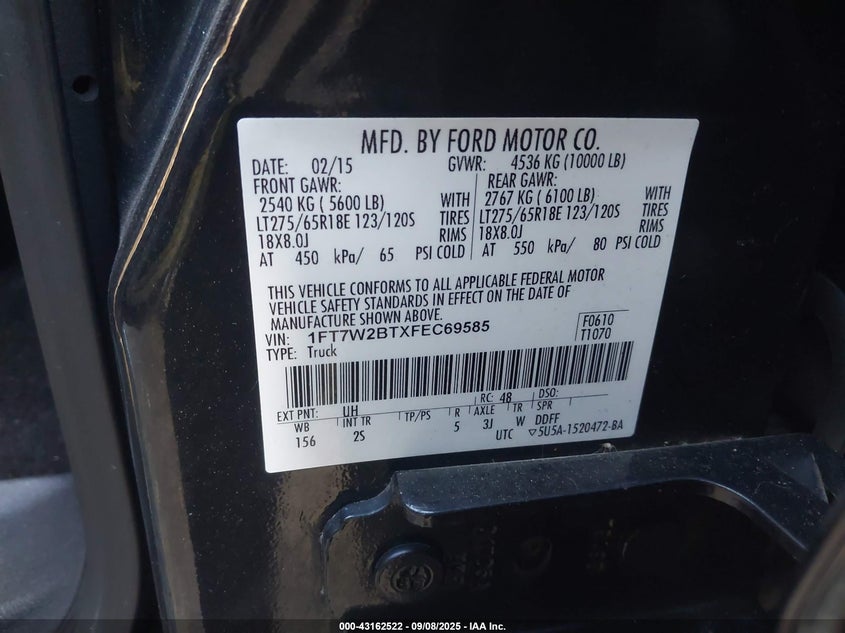 MFD. BY FORD MOTOR CO.
DATE: 02/15 GVWR: 4536 KG (10000 LB)
FRONT GAWR: REAR GAWR:
2540 KG ( 5600 LB) WITH 2767 KG ( 6100 LB) WITH
LT275/65R18E 123/120S TIRES LT275/65R18E 123/120S TIRES
18X8.0J RIMS 18X8.0J RIMS
AT 450 kPa/ 65 PSI COLD AT 550 kPa/ 80 PSI COLD
THIS VEHICLE CONFORMS TO ALL APPLICABLE FEDERAL MOTOR
VEHICLE SAFETY STANDARDS IN EFFECT ON THE DATE OF
MANUFACTURE SHOWN ABOVE.
VIN: 1FT7W2BTXFEC69585 F0610
TYPE: Truck T1070
RC: 48 DSO:
EXT PNT: UH
WB INT TR TP/PS R AXLE TR SPR
156 2S 5 3J W DDFF
UTC ▽5U5A-1520472-BA
000-43162522 - 09/08/2025 - IAA Inc.